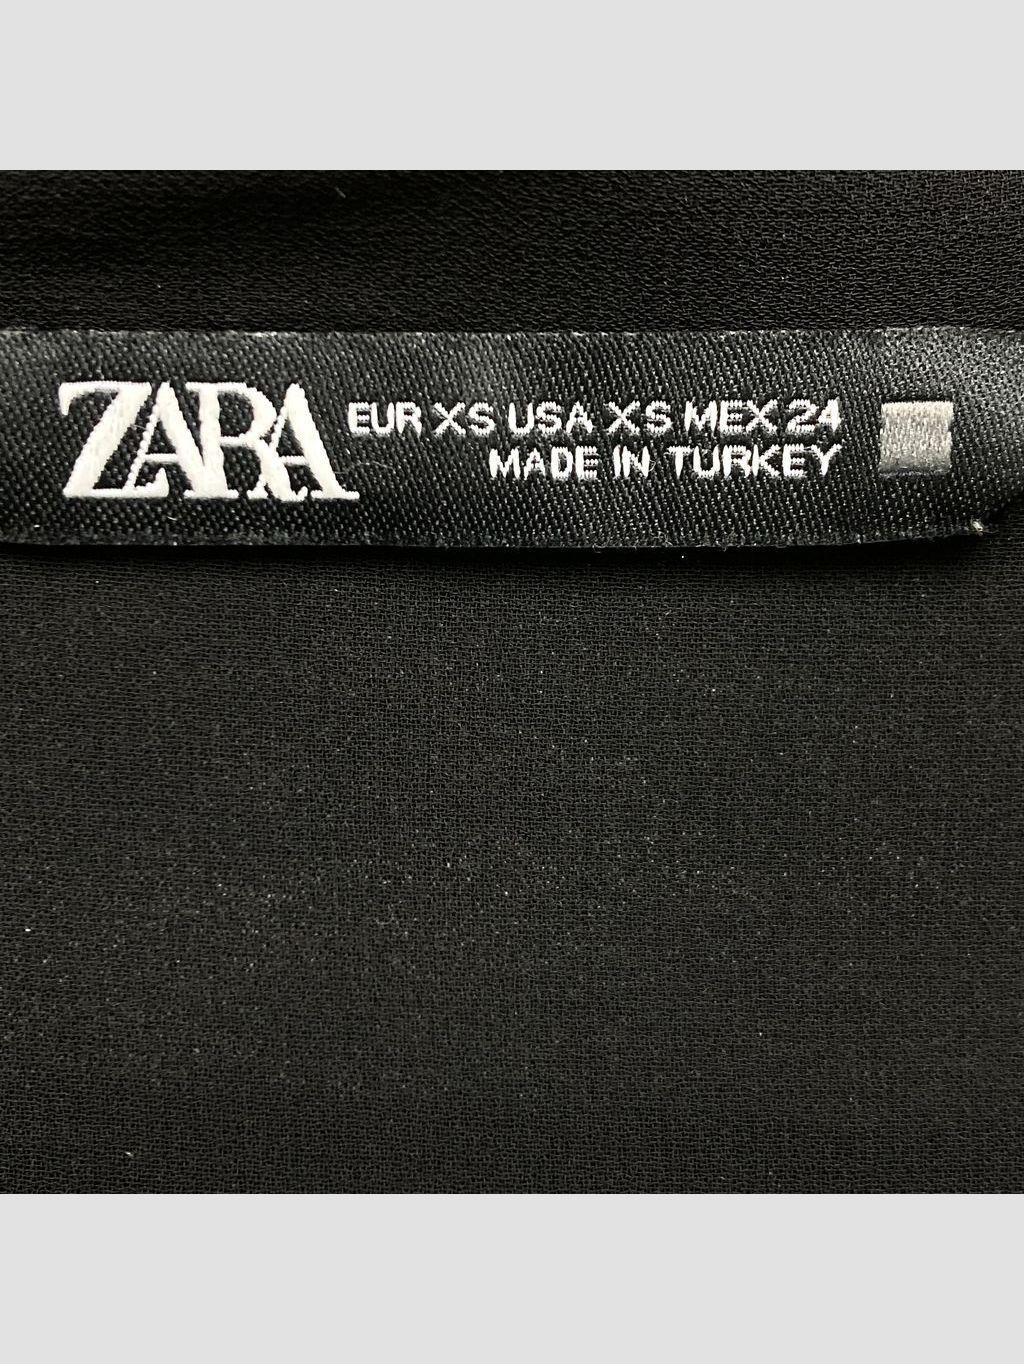 ZARA
EUR XS USA XS MEX 24
MADE IN TURKEY